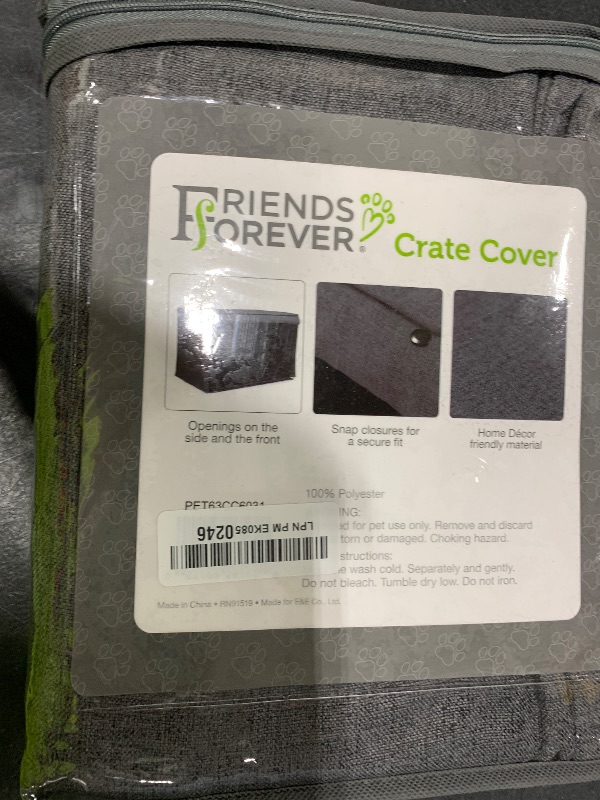 FRIENDS
FOREVER®
Crate Cover
Openings on the
side and the front
Snap closures for
a secure fit
Home Décor
friendly material
100% Polyester
ING:
for pet use only. Remove and discard
torn or damaged. Choking hazard.
structions:
wash cold. Separately and gently.
Do not bleach. Tumble dry low. Do not iron.
LPN PM EK0850246
Made in China • RN91519 • Made for E&E Co., Ltd.